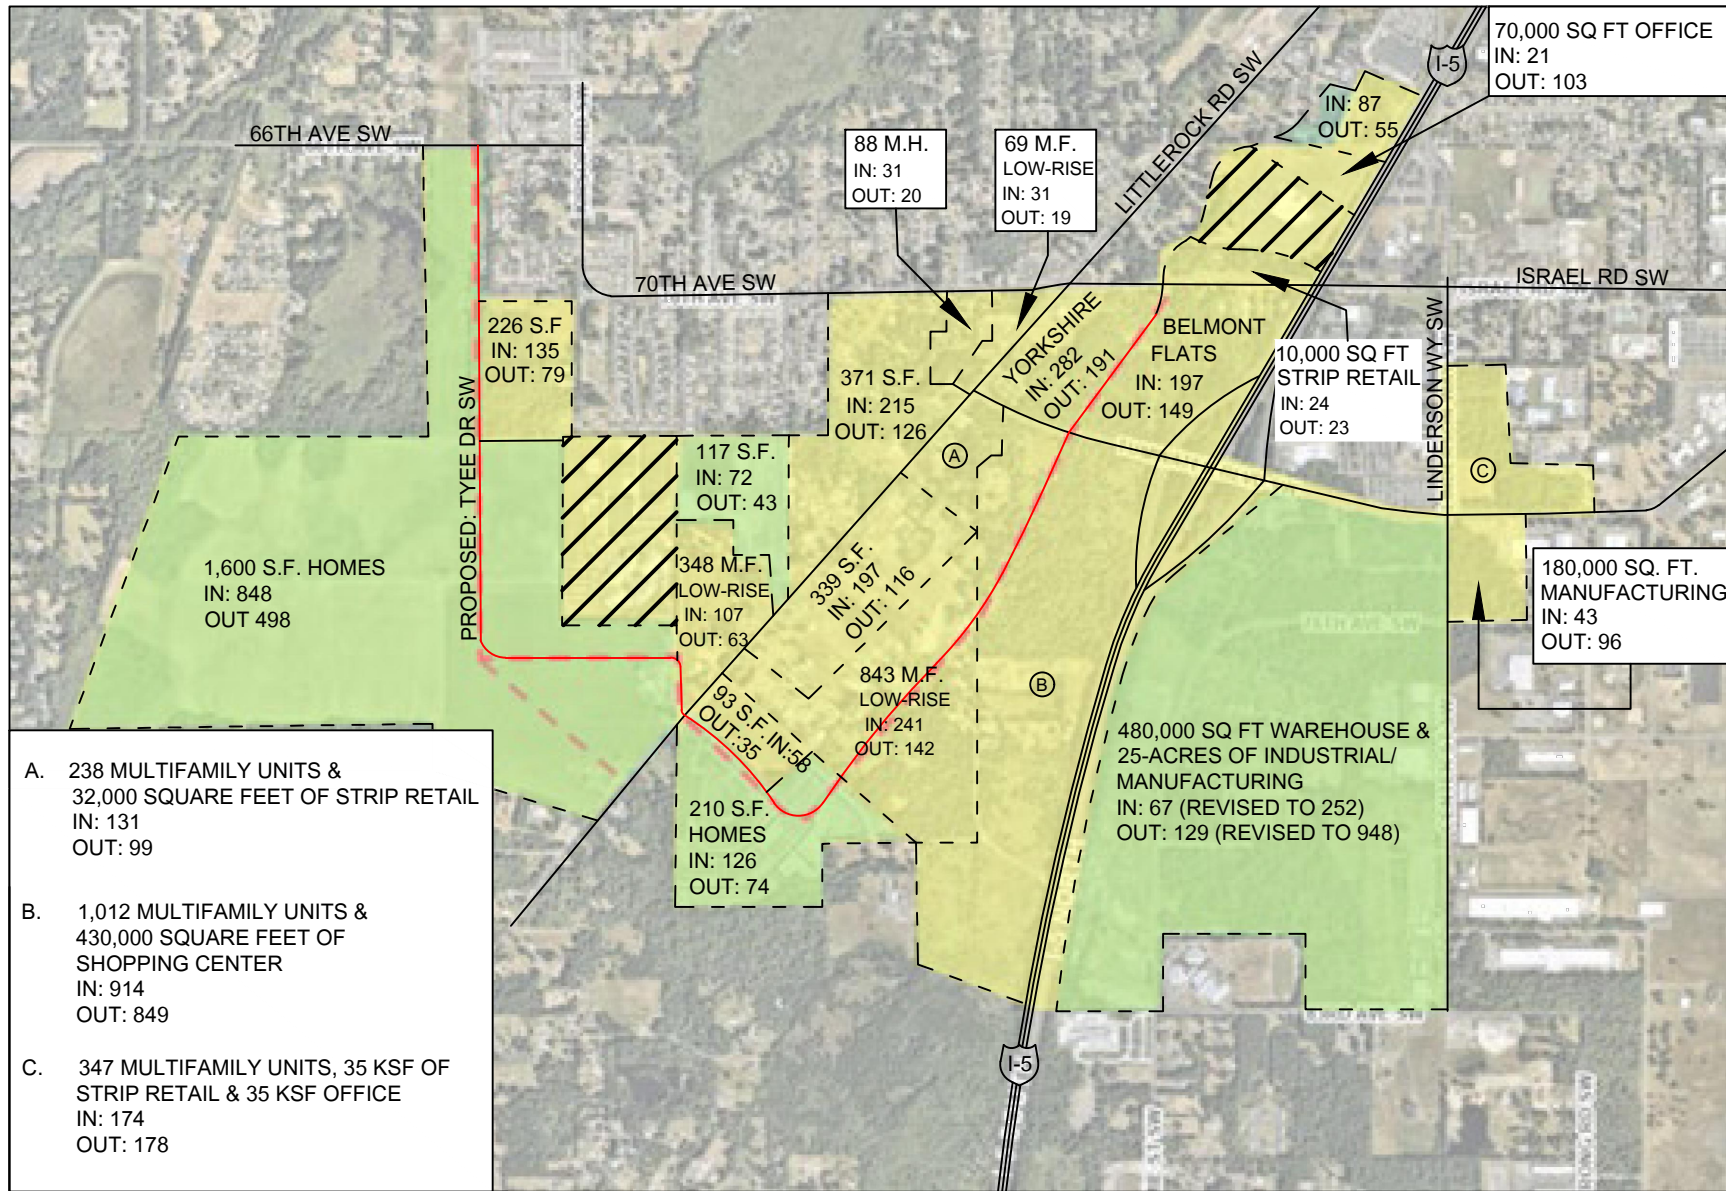 70,000 SQ FT OFFICE
IN: 21
OUT: 103
I-5
LITTLEROCK RD SW
IN: 87
OUT: 55
66TH AVE SW
88 M.H.
IN: 31
OUT: 20
69 M.F.
LOW-RISE
IN: 31
OUT: 19
70TH AVE SW
ISRAEL RD SW
226 S.F
IN: 135
OUT: 79
YORKSHIRE
IN: 282
OUT: 191
BELMONT
FLATS
IN: 197
OUT: 149
10,000 SQ FT
STRIP RETAIL
IN: 24
OUT: 23
LINDERSON WY SW
371 S.F.
IN: 215
OUT: 126
A
C
117 S.F.
IN: 72
OUT: 43
PROPOSED: TYEE DR SW
1,600 S.F. HOMES
IN: 848
OUT 498
348 M.F.
LOW-RISE
IN: 107
OUT: 63
339 S.F.
IN: 197
OUT: 116
180,000 SQ. FT.
MANUFACTURING
IN: 43
OUT: 96
843 M.F.
LOW-RISE
IN: 241
OUT: 142
B
93 S.F. IN:58
OUT:35
480,000 SQ FT WAREHOUSE &
25-ACRES OF INDUSTRIAL/
MANUFACTURING
IN: 67 (REVISED TO 252)
OUT: 129 (REVISED TO 948)
210 S.F.
HOMES
IN: 126
OUT: 74
A. 238 MULTIFAMILY UNITS &
32,000 SQUARE FEET OF STRIP RETAIL
IN: 131
OUT: 99
B. 1,012 MULTIFAMILY UNITS &
430,000 SQUARE FEET OF
SHOPPING CENTER
IN: 914
OUT: 849
C. 347 MULTIFAMILY UNITS, 35 KSF OF
STRIP RETAIL & 35 KSF OFFICE
IN: 174
OUT: 178
I-5